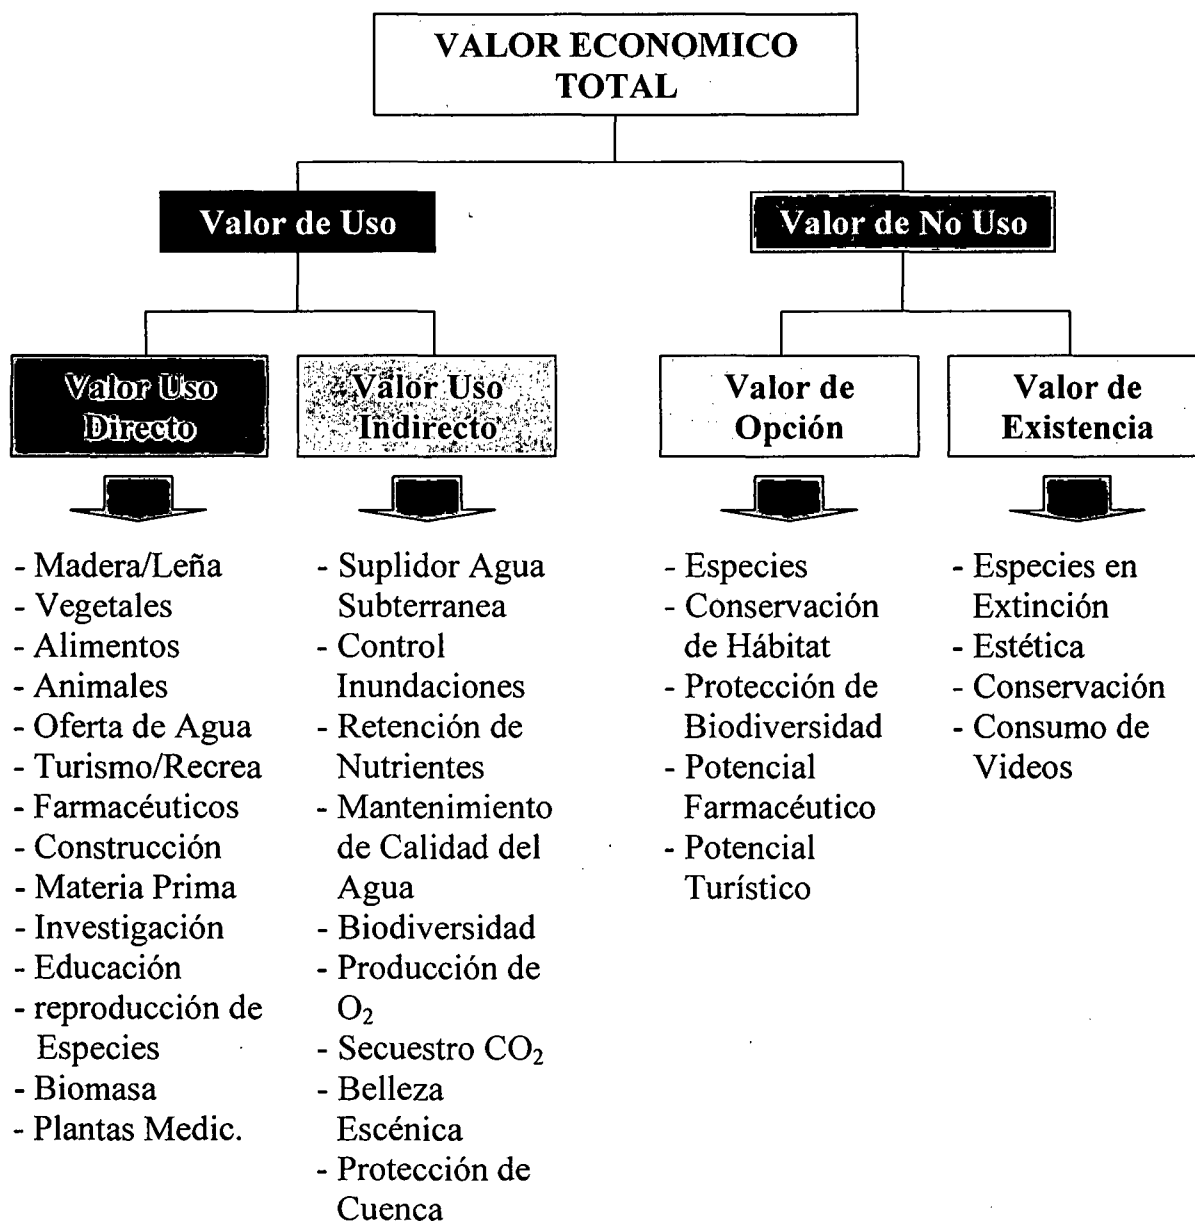 VALOR ECONOMICO
TOTAL
Valor de Uso
Valor de No Uso
Valor Uso
Directo
Valor Uso
Indirecto
Valor de
Opción
Valor de
Existencia
- Madera/Leña
- Vegetales
- Alimentos
- Animales
- Oferta de Agua
- Turismo/Recrea
- Farmacéuticos
- Construcción
- Materia Prima
- Investigación
- Educación
- reproducción de
Especies
- Biomasa
- Plantas Medic.
- Suplidor Agua
Subterranea
- Control
Inundaciones
- Retención de
Nutrientes
- Mantenimiento
de Calidad del
Agua
- Biodiversidad
- Producción de
O₂
- Secuestro CO₂
- Belleza
Escénica
- Protección de
Cuenca
- Especies
- Conservación
de Hábitat
- Protección de
Biodiversidad
- Potencial
Farmacéutico
- Potencial
Turístico
- Especies en
Extinción
- Estética
- Conservación
- Consumo de
Videos